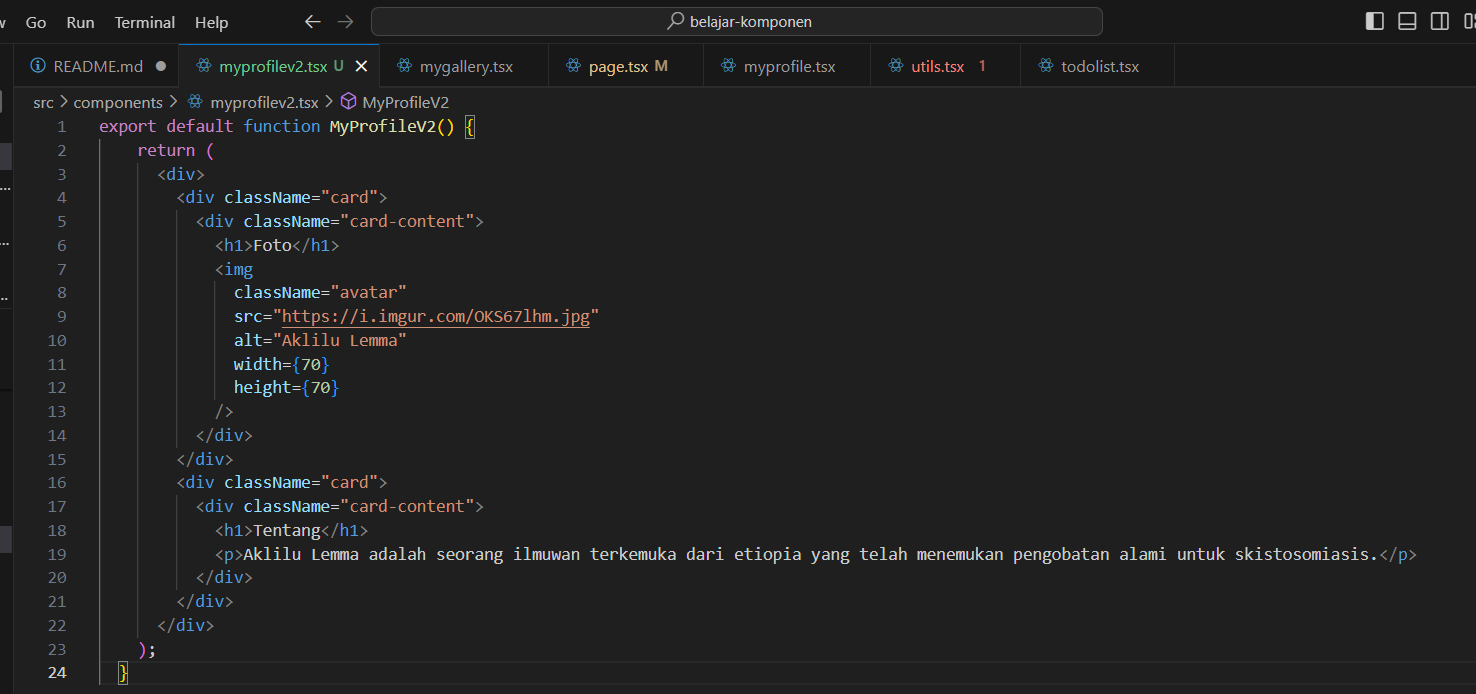 Go Run Terminal Help belajar-komponen
README.md myprofilev2.tsx U mygallery.tsx page.tsx M myprofile.tsx utils.tsx 1 todolist.tsx
src > components > myprofilev2.tsx > MyProfileV2
1 export default function MyProfileV2() {
2 return (
3 <div>
4 <div className="card">
5 <div className="card-content">
6 <h1>Foto</h1>
7 <img
8 className="avatar"
9 src="https://i.imgur.com/OKS67lhm.jpg"
10 alt="Aklilu Lemma"
11 width={70}
12 height={70}
13 />
14 </div>
15 </div>
16 <div className="card">
17 <div className="card-content">
18 <h1>Tentang</h1>
19 <p>Aklilu Lemma adalah seorang ilmuwan terkemuka dari etiopia yang telah menemukan pengobatan alami untuk skistosomiasis.</p>
20 </div>
21 </div>
22 </div>
23 );
24 }